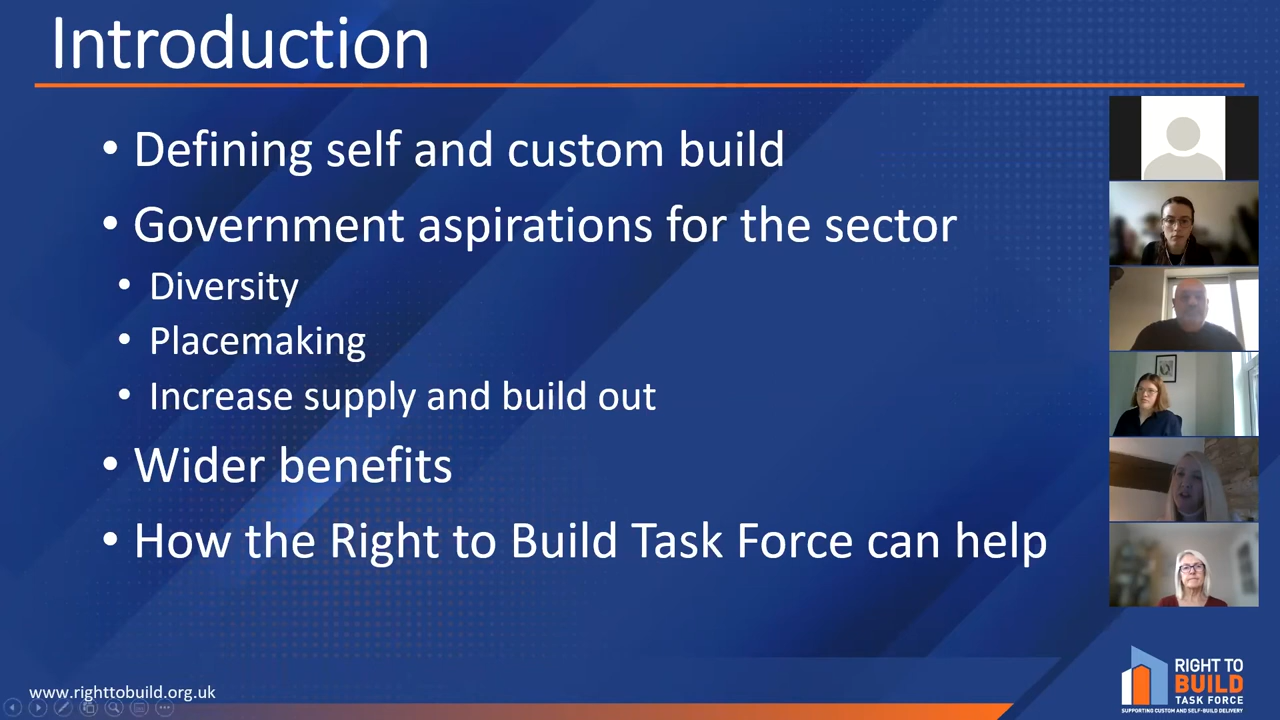 Introduction
• Defining self and custom build
• Government aspirations for the sector
• Diversity
• Placemaking
• Increase supply and build out
• Wider benefits
• How the Right to Build Task Force can help
www.righttobuild.org.uk
RIGHT TO
BUILD
TASK FORCE
SUPPORTING CUSTOM AND SELF-BUILD DELIVERY